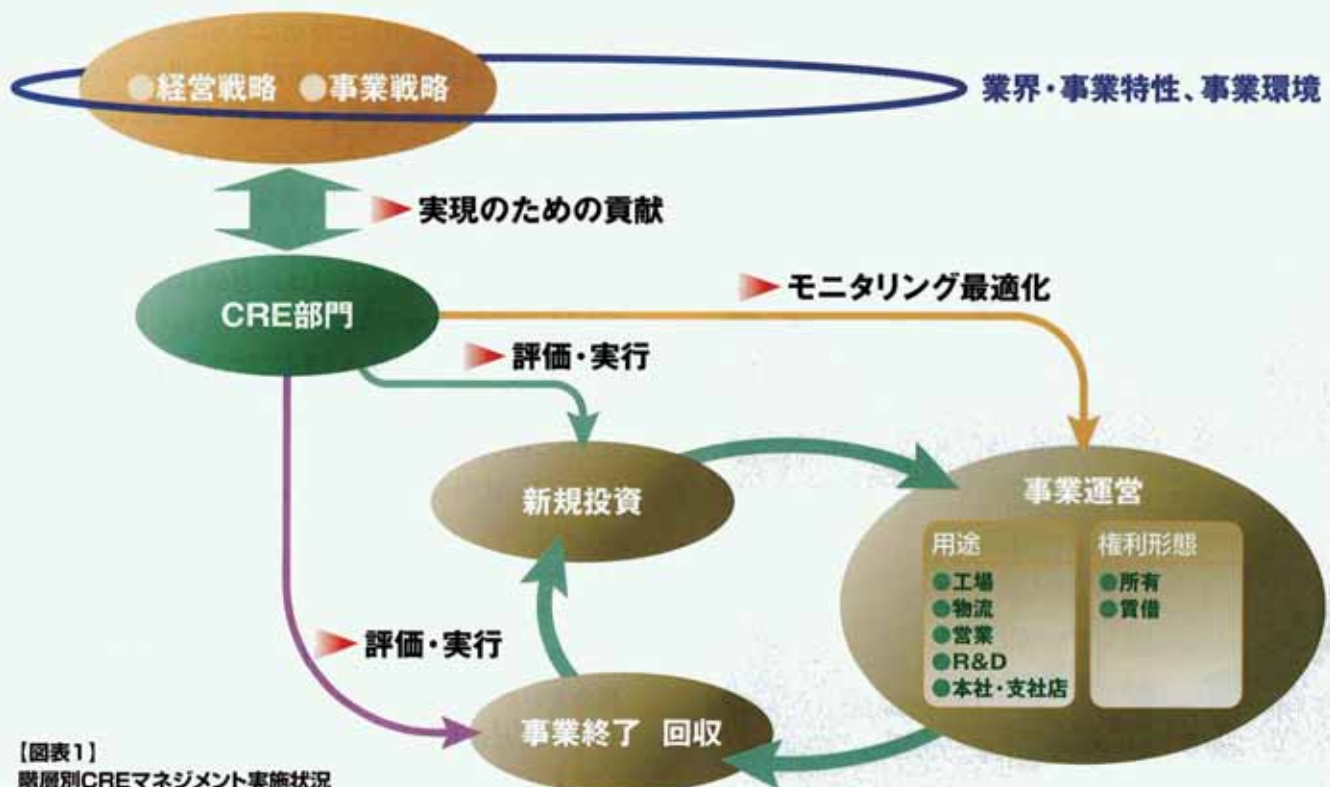 ●経営戦略 ●事業戦略
業界・事業特性、事業環境
実現のための貢献
CRE部門
モニタリング最適化
評価・実行
新規投資
事業運営
用途
●工場
●物流
●営業
●R&D
●本社・支社店
権利形態
●所有
●賃借
評価・実行
事業終了 回収
【図表1】
階層別CREマネジメント実施状況